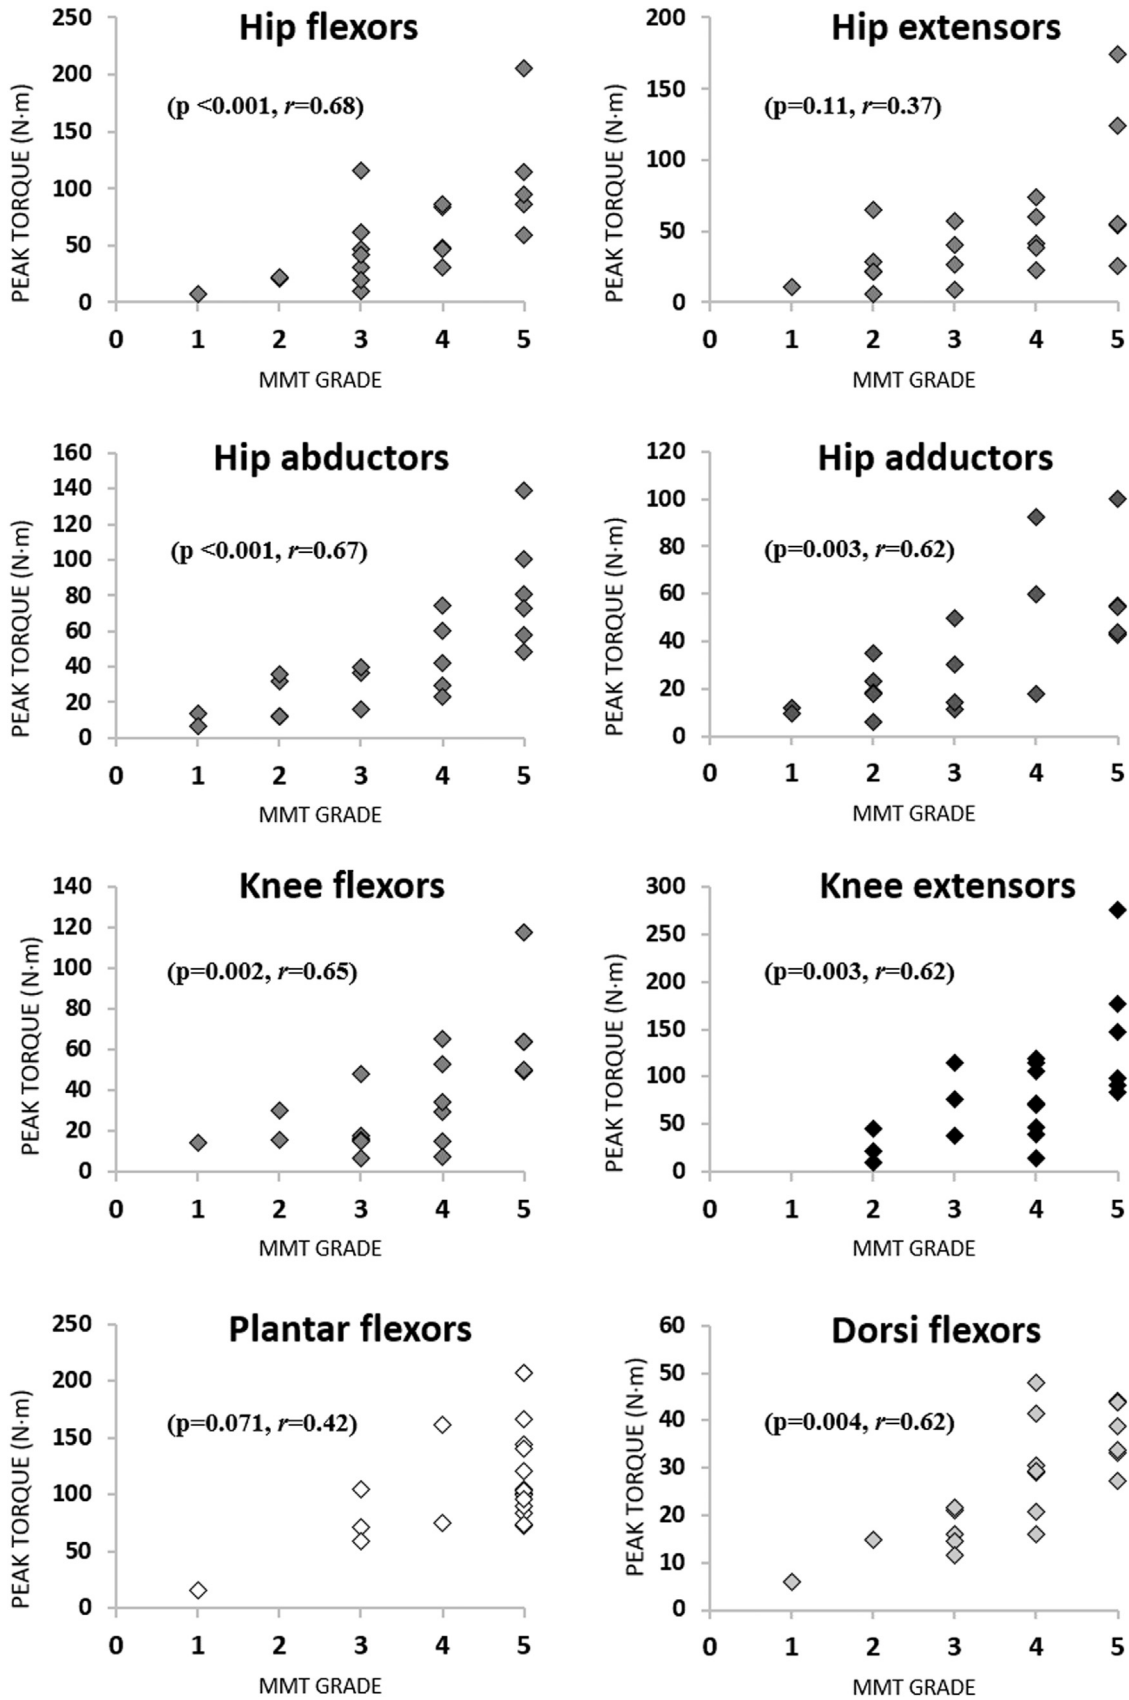 Hip flexors
(p <0.001, r=0.68)
PEAK TORQUE (N·m)
250
200
150
100
50
0
0 1 2 3 4 5
MMT GRADE
Hip extensors
(p=0.11, r=0.37)
PEAK TORQUE (N·m)
200
150
100
50
0
0 1 2 3 4 5
MMT GRADE
Hip abductors
(p <0.001, r=0.67)
PEAK TORQUE (N·m)
160
140
120
100
80
60
40
20
0
0 1 2 3 4 5
MMT GRADE
Hip adductors
(p=0.003, r=0.62)
PEAK TORQUE (N·m)
120
100
80
60
40
20
0
0 1 2 3 4 5
MMT GRADE
Knee flexors
(p=0.002, r=0.65)
PEAK TORQUE (N·m)
140
120
100
80
60
40
20
0
0 1 2 3 4 5
MMT GRADE
Knee extensors
(p=0.003, r=0.62)
PEAK TORQUE (N·m)
300
250
200
150
100
50
0
0 1 2 3 4 5
MMT GRADE
Plantar flexors
(p=0.071, r=0.42)
PEAK TORQUE (N·m)
250
200
150
100
50
0
0 1 2 3 4 5
MMT GRADE
Dorsi flexors
(p=0.004, r=0.62)
PEAK TORQUE (N·m)
60
50
40
30
20
10
0
0 1 2 3 4 5
MMT GRADE